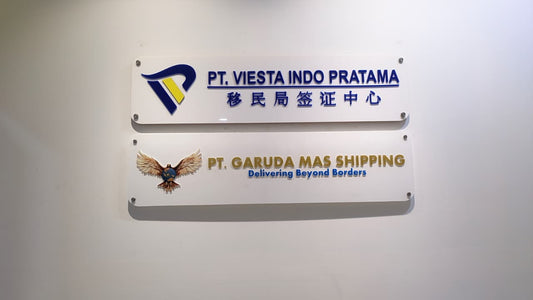 PT. VIESTA INDO PRATAMA
移民局签证中心
PT. GARUDA MAS SHIPPING
Delivering Beyond Borders